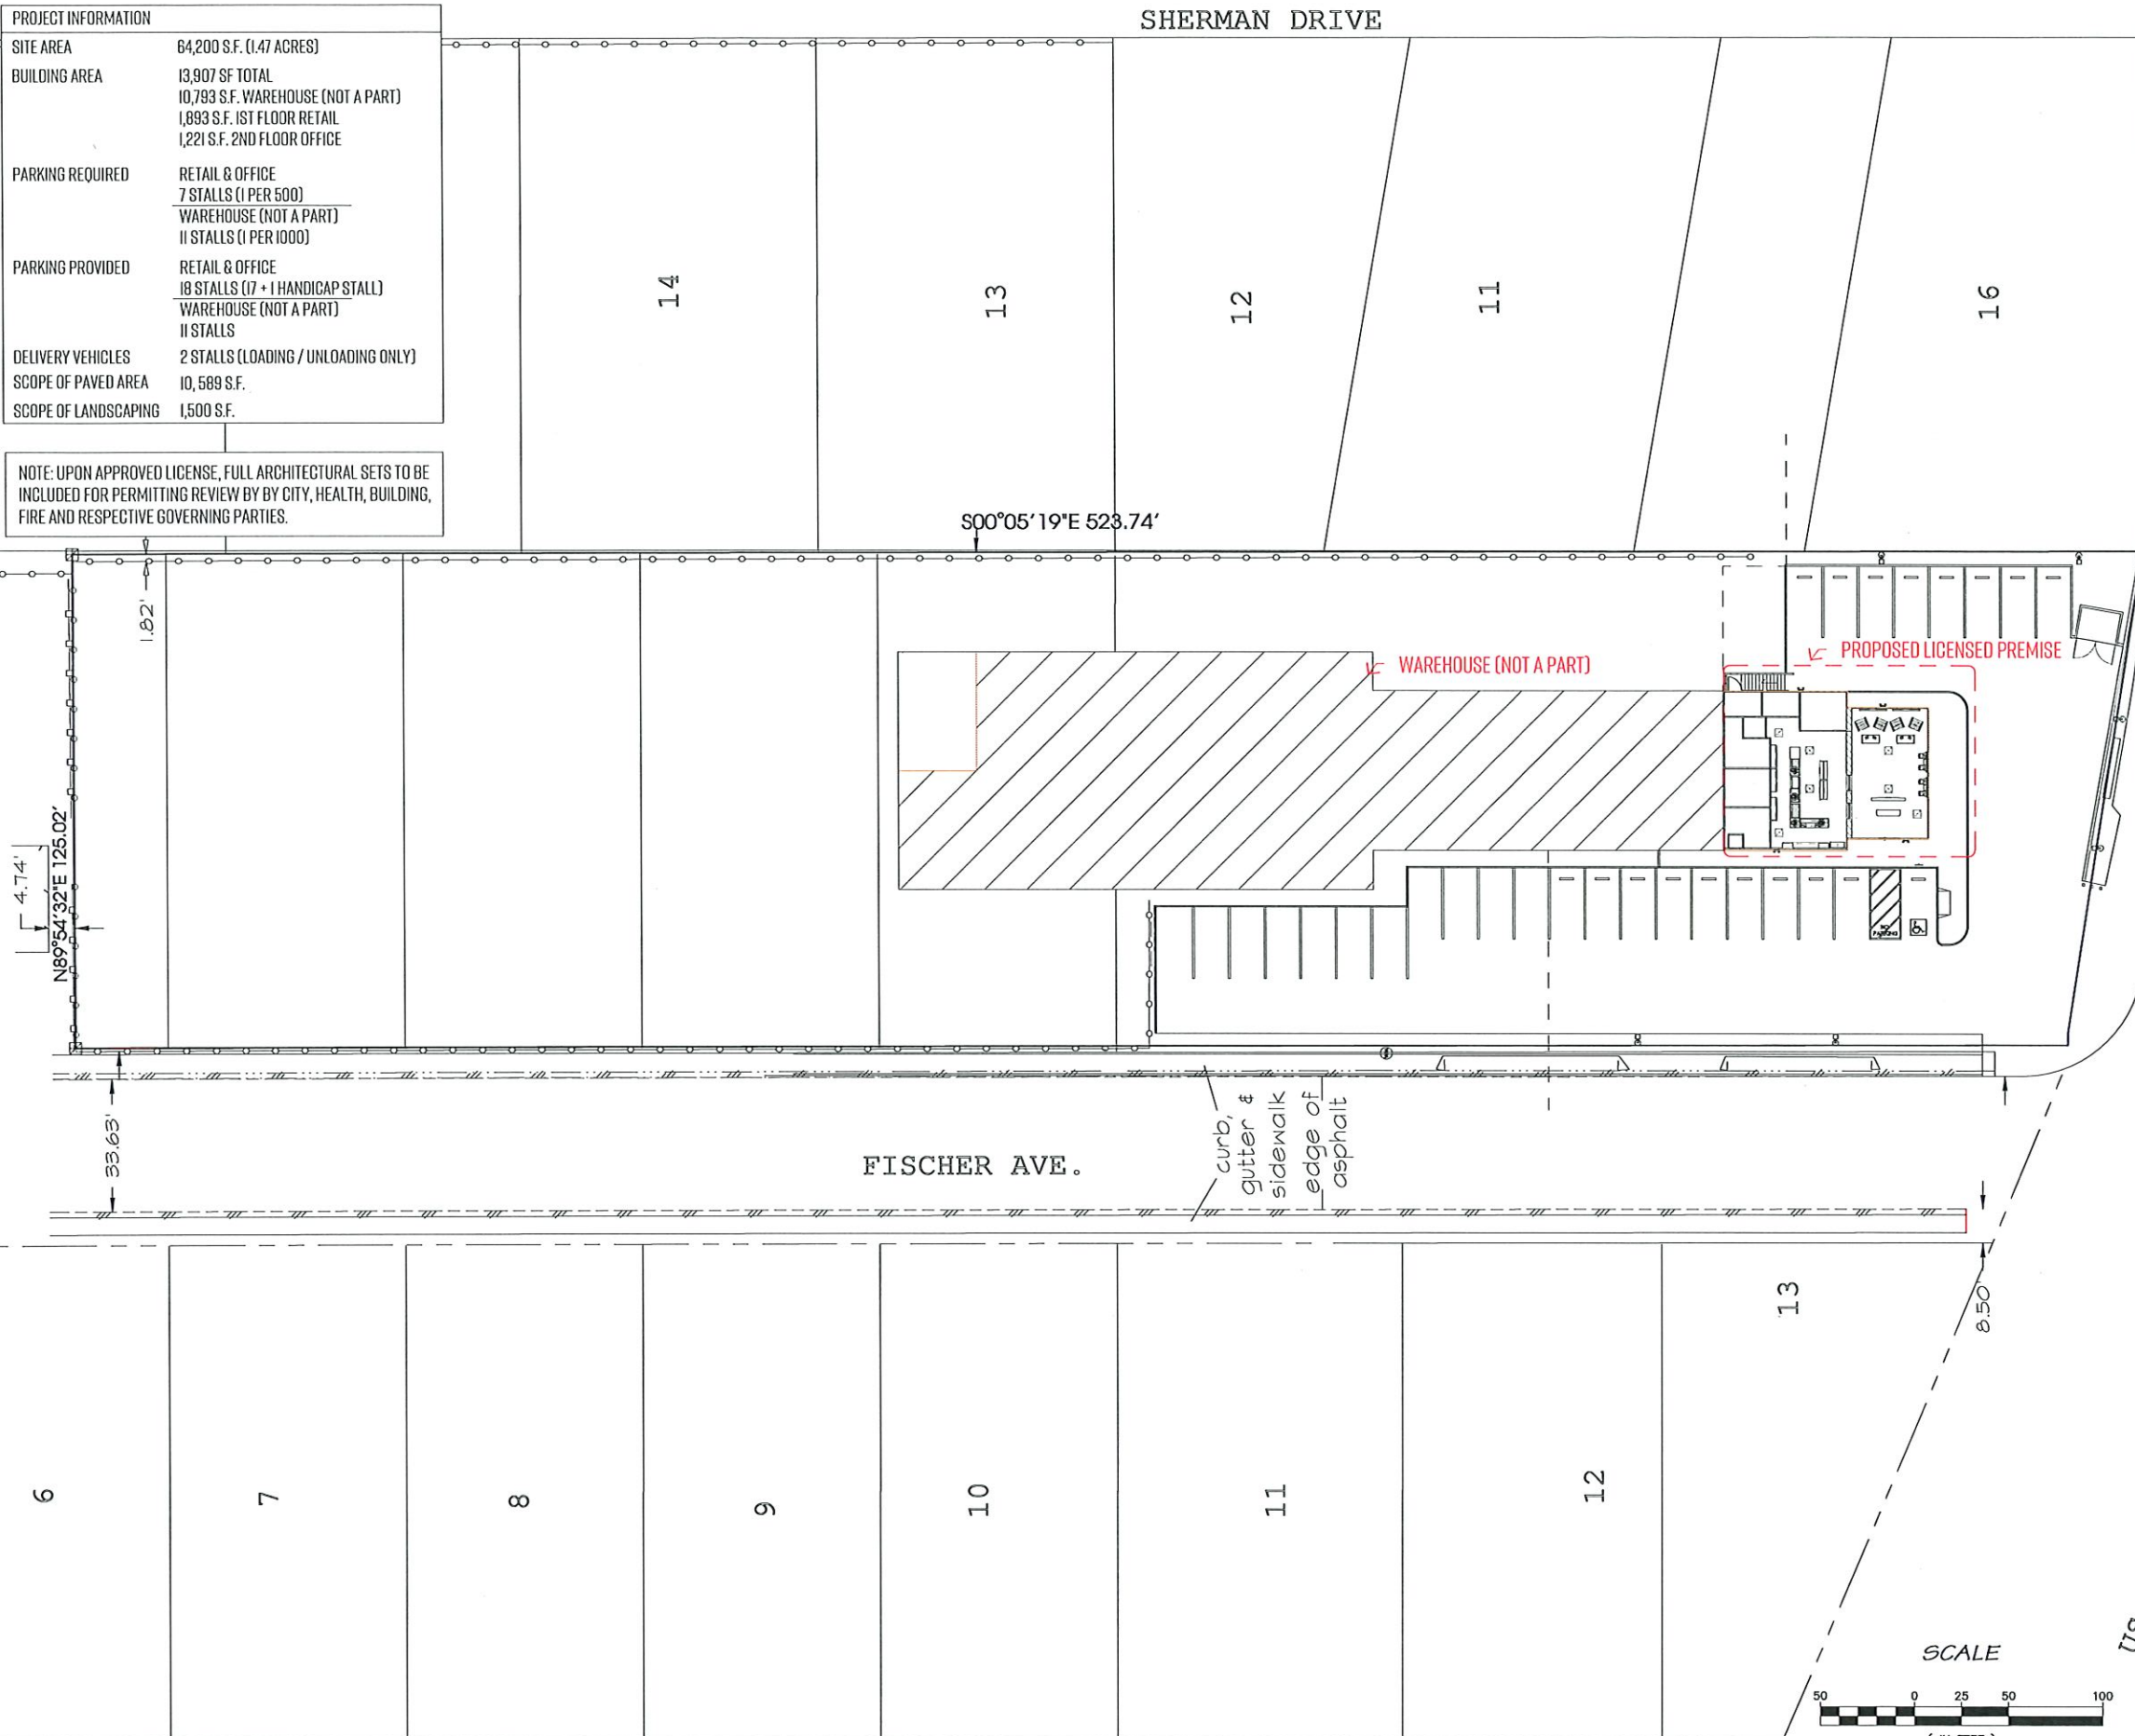 SHERMAN DRIVE
PROJECT INFORMATION
SITE AREA 64,200 S.F. (1.47 ACRES)
BUILDING AREA 13,907 SF TOTAL
10,793 S.F. WAREHOUSE (NOT A PART)
1,893 S.F. 1ST FLOOR RETAIL
1,221 S.F. 2ND FLOOR OFFICE
PARKING REQUIRED RETAIL & OFFICE
7 STALLS (1 PER 500)
WAREHOUSE (NOT A PART)
11 STALLS (1 PER 1000)
PARKING PROVIDED RETAIL & OFFICE
18 STALLS (17 + 1 HANDICAP STALL)
WAREHOUSE (NOT A PART)
11 STALLS
DELIVERY VEHICLES 2 STALLS (LOADING / UNLOADING ONLY)
SCOPE OF PAVED AREA 10,589 S.F.
SCOPE OF LANDSCAPING 1,500 S.F.
NOTE: UPON APPROVED LICENSE, FULL ARCHITECTURAL SETS TO BE
INCLUDED FOR PERMITTING REVIEW BY BY CITY, HEALTH, BUILDING,
FIRE AND RESPECTIVE GOVERNING PARTIES.
14
13
12
11
16
S00°05'19"E 523.74'
1.82'
WAREHOUSE (NOT A PART)
PROPOSED LICENSED PREMISE
4.74'
N89°54'32"E 125.02'
NO
PARKING
33.63'
FISCHER AVE.
curb,
gutter &
sidewalk
edge of
asphalt
8.50'
6
7
8
9
10
11
12
13
SCALE
50 0 25 50 100